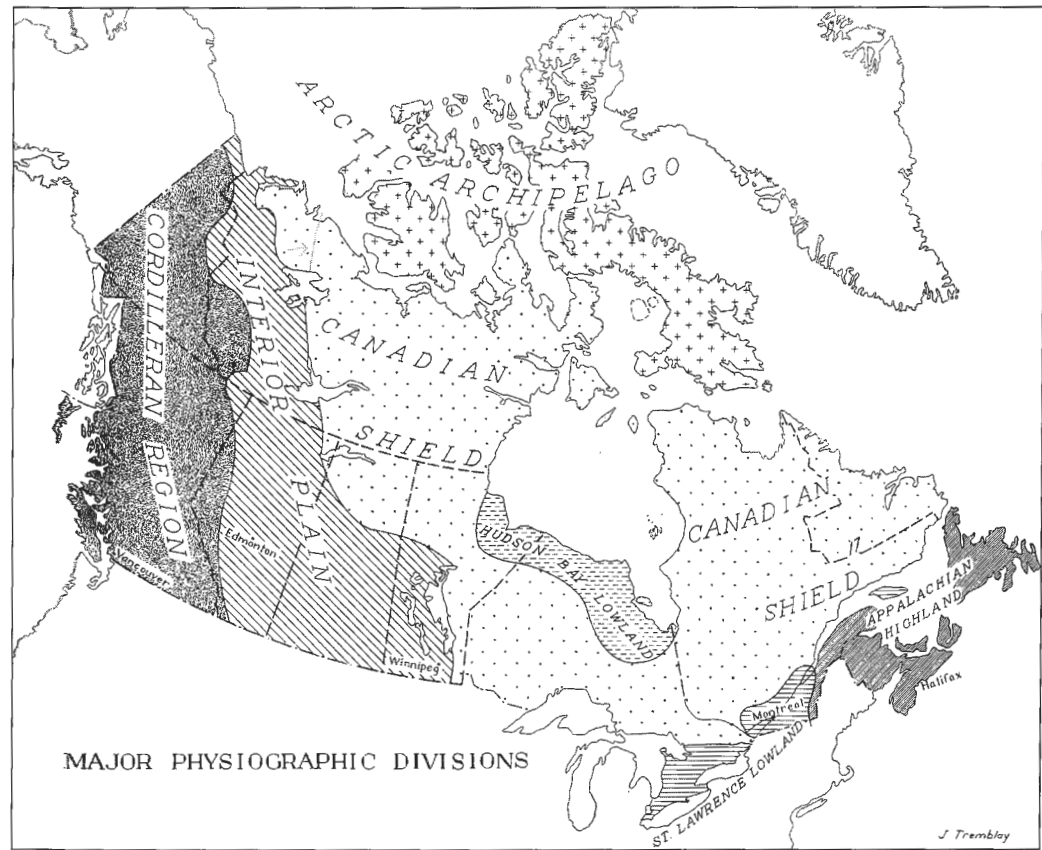 ARCTIC ARCHIPELAGO
CORDILLERAN REGION
INTERIOR PLAIN
CANADIAN SHIELD
CANADIAN SHIELD
HUDSON BAY LOWLAND
APPALACHIAN HIGHLAND
Edmonton
Vancouver
Winnipeg
Montreal
Halifax
ST. LAWRENCE LOWLAND
MAJOR PHYSIOGRAPHIC DIVISIONS
J Tremblay